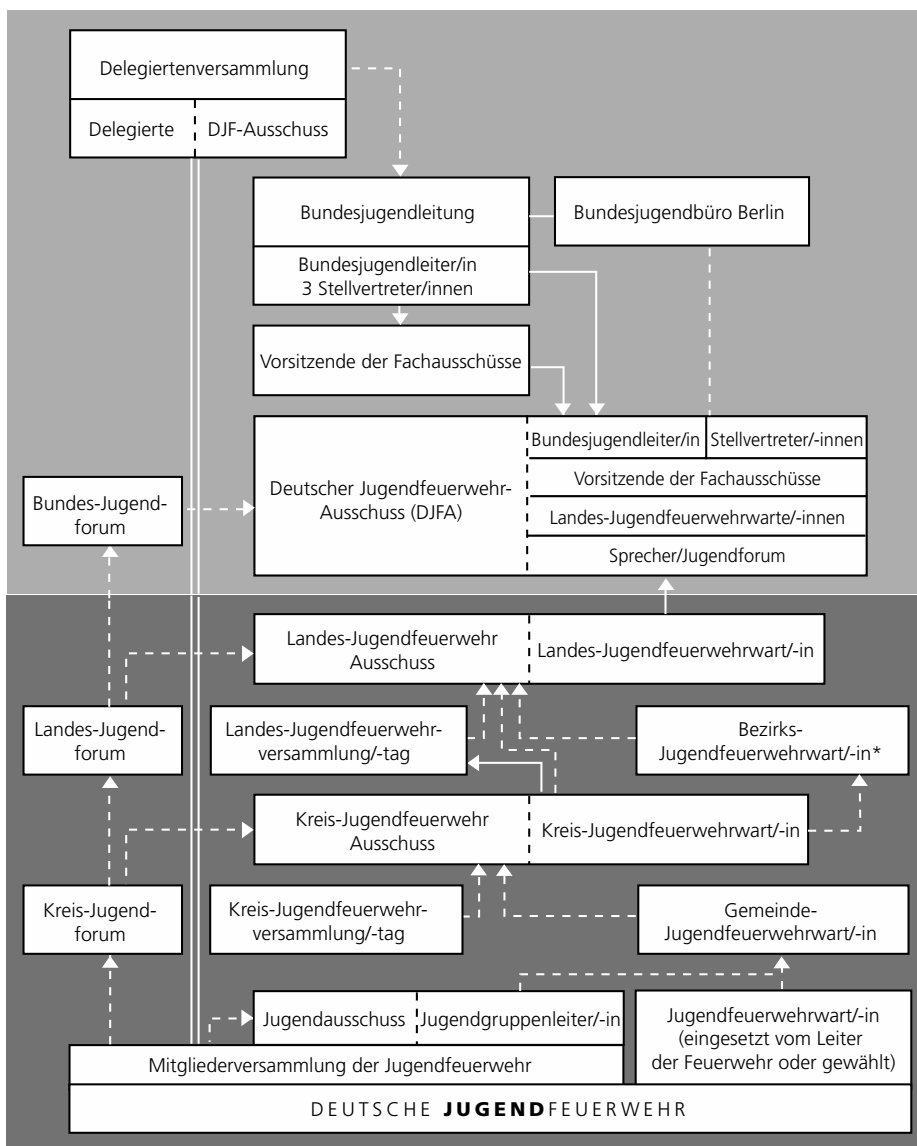 Delegiertenversammlung
Delegierte
DJF-Ausschuss
Bundesjugendleitung
Bundesjugendbüro Berlin
Bundesjugendleiter/in
3 Stellvertreter/innen
Vorsitzende der Fachausschüsse
Deutscher Jugendfeuerwehr-
Ausschuss (DJFA)
Bundesjugendleiter/in
Stellvertreter/-innen
Vorsitzende der Fachausschüsse
Landes-Jugendfeuerwehrwarte/-innen
Sprecher/Jugendforum
Bundes-Jugend-
forum
Landes-Jugendfeuerwehr
Ausschuss
Landes-Jugendfeuerwehrwart/-in
Landes-Jugend-
forum
Landes-Jugendfeuerwehr-
versammlung/-tag
Bezirks-
Jugendfeuerwehrwart/-in*
Kreis-Jugendfeuerwehr
Ausschuss
Kreis-Jugendfeuerwehrwart/-in
Kreis-Jugend-
forum
Kreis-Jugendfeuerwehr-
versammlung/-tag
Gemeinde-
Jugendfeuerwehrwart/-in
Jugendausschuss
Jugendgruppenleiter/-in
Jugendfeuerwehrwart/-in
(eingesetzt vom Leiter
der Feuerwehr oder gewählt)
Mitgliederversammlung der Jugendfeuerwehr
DEUTSCHE JUGENDFEUERWEHR